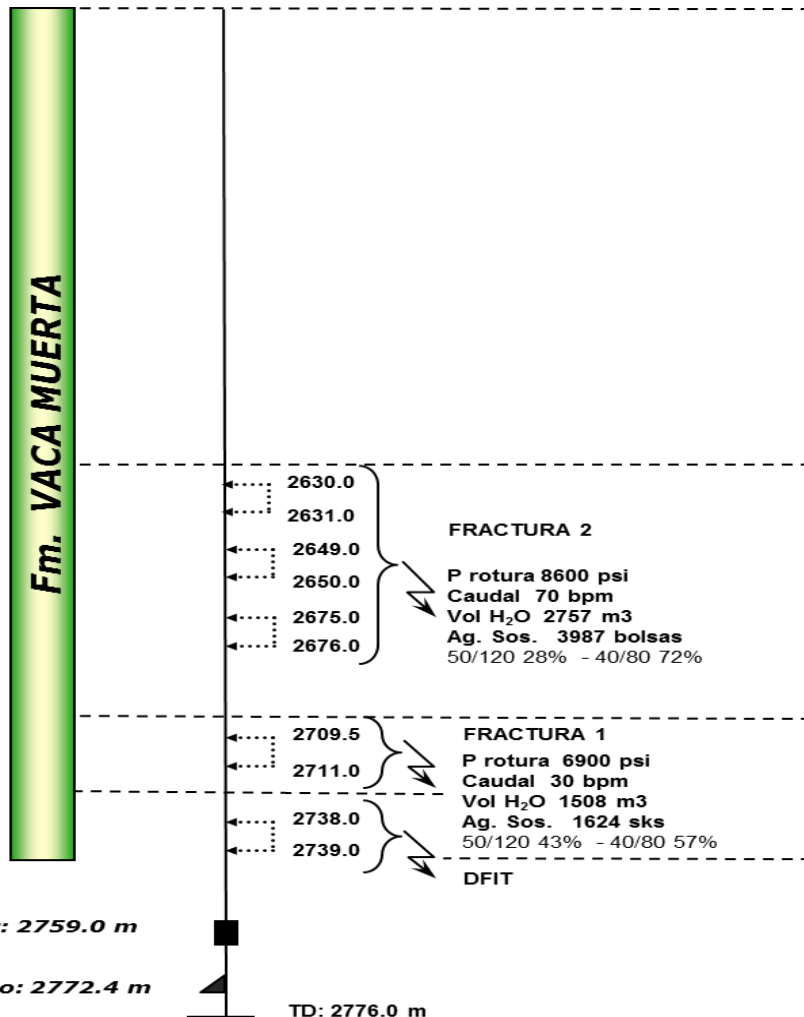 Fm. VACA MUERTA
2630.0
2631.0
2649.0
2650.0
2675.0
2676.0
FRACTURA 2
P rotura 8600 psi
Caudal 70 bpm
Vol H₂O 2757 m3
Ag. Sos. 3987 bolsas
50/120 28% - 40/80 72%
2709.5
2711.0
FRACTURA 1
P rotura 6900 psi
Caudal 30 bpm
Vol H₂O 1508 m3
Ag. Sos. 1624 sks
50/120 43% - 40/80 57%
2738.0
2739.0
DFIT
: 2759.0 m
o: 2772.4 m
TD: 2776.0 m